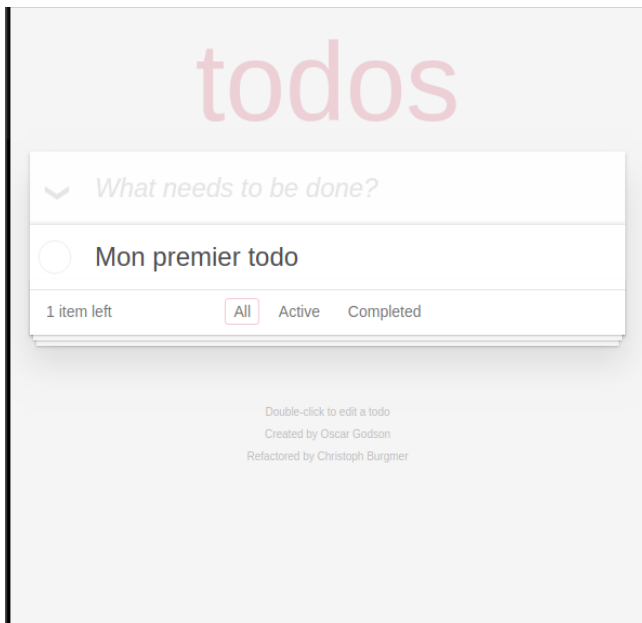 todos
What needs to be done?
Mon premier todo
1 item left All Active Completed
Double-click to edit a todo
Created by Oscar Godson
Refactored by Christoph Burgmer